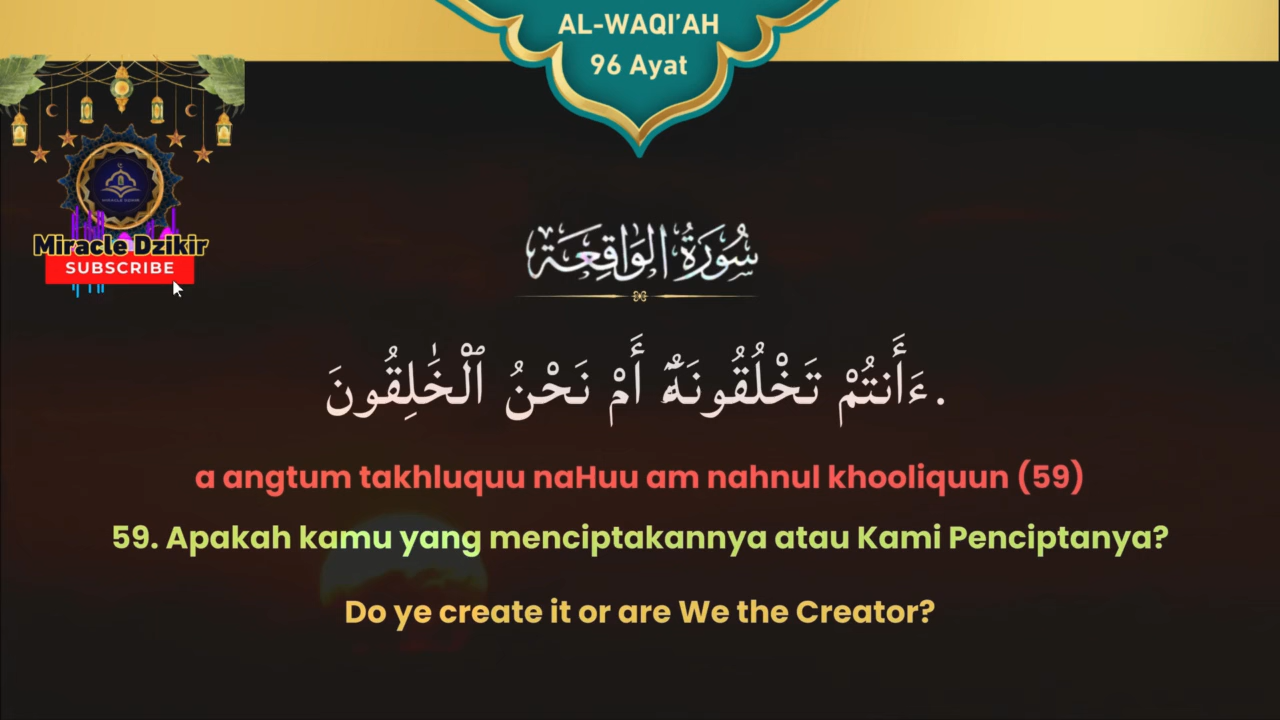 AL-WAQI’AH
96 Ayat
Miracle Dzikir
SUBSCRIBE
سُورَةُ الوَاقِعَة
ءَأَنتُمْ تَخْلُقُونَهُۥٓ أَمْ نَحْنُ ٱلْخَٰلِقُونَ.
a angtum takhluquu naHuu am nahnul khooliquun (59)
59. Apakah kamu yang menciptakannya atau Kami Penciptanya?
Do ye create it or are We the Creator?